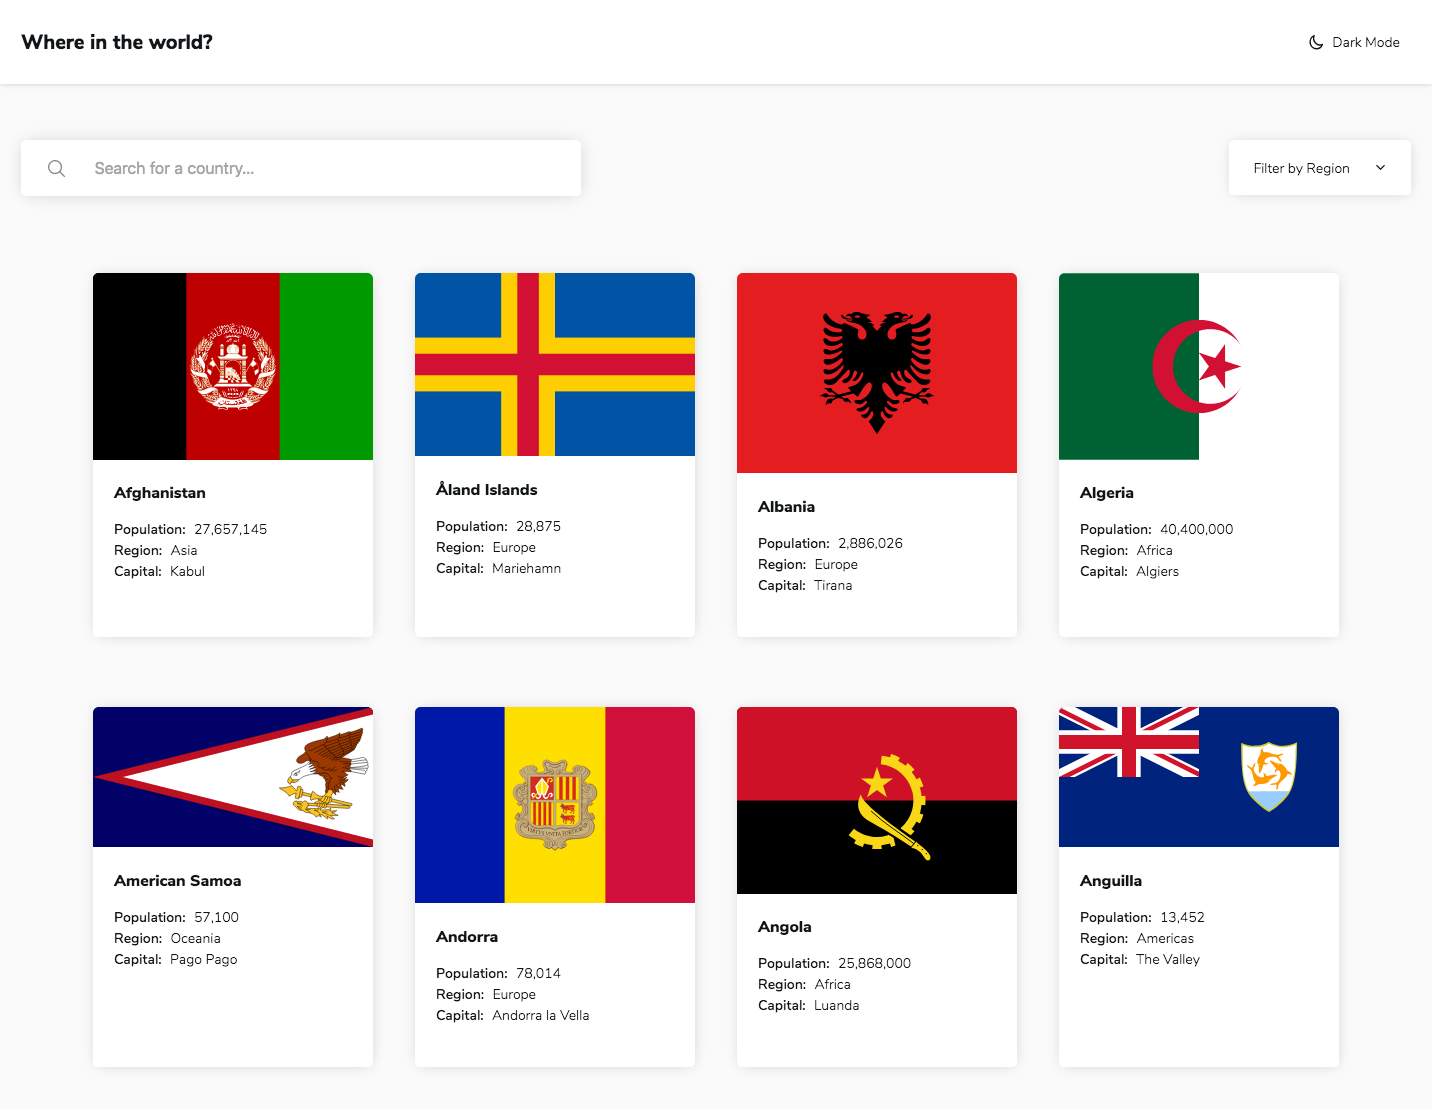 Where in the world?
Dark Mode
Search for a country...
Filter by Region
Afghanistan
Population: 27,657,145
Region: Asia
Capital: Kabul
Åland Islands
Population: 28,875
Region: Europe
Capital: Mariehamn
Albania
Population: 2,886,026
Region: Europe
Capital: Tirana
Algeria
Population: 40,400,000
Region: Africa
Capital: Algiers
American Samoa
Population: 57,100
Region: Oceania
Capital: Pago Pago
Andorra
Population: 78,014
Region: Europe
Capital: Andorra la Vella
Angola
Population: 25,868,000
Region: Africa
Capital: Luanda
Anguilla
Population: 13,452
Region: Americas
Capital: The Valley